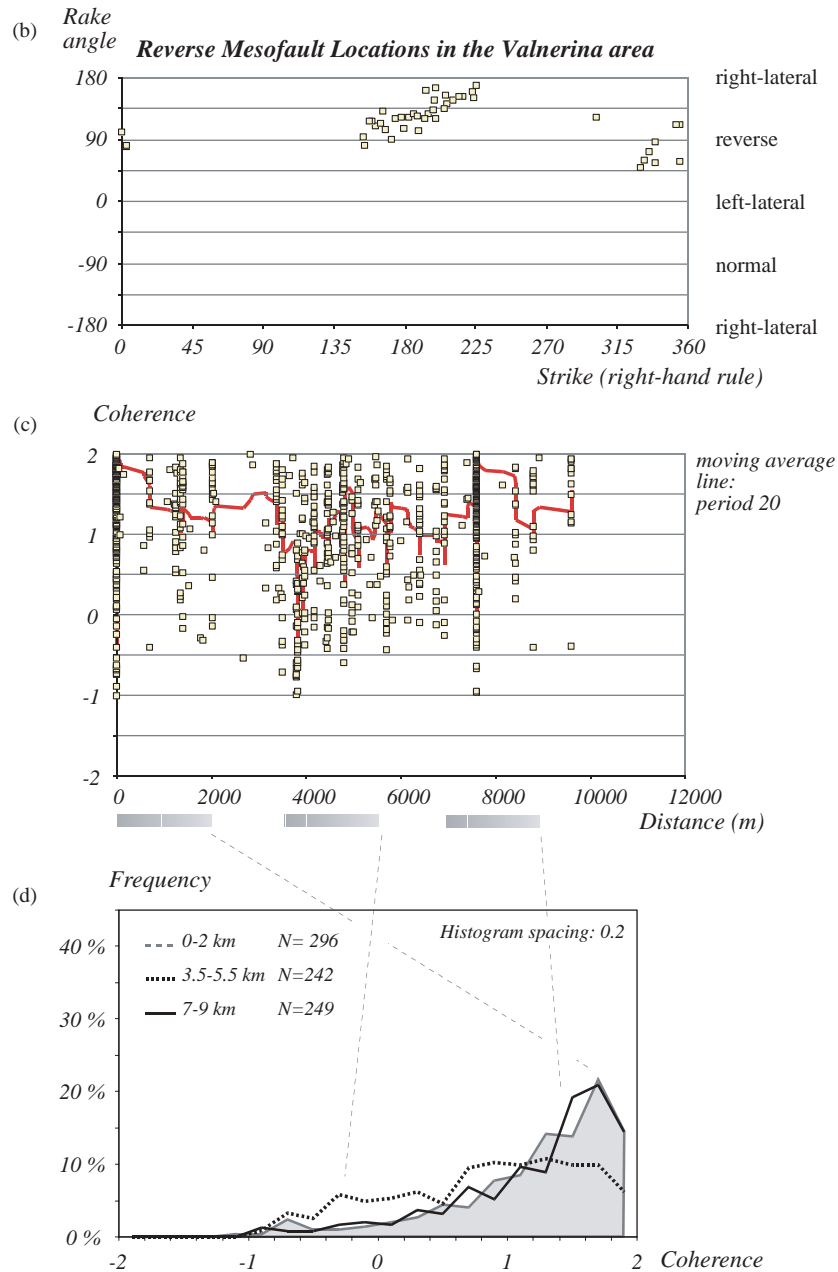 (b)
Rake
angle
Reverse Mesofault Locations in the Valnerina area
180
right-lateral
90
reverse
0
left-lateral
-90
normal
-180
right-lateral
0 45 90 135 180 225 270 315 360
Strike (right-hand rule)
Coherence
(c)
2
moving average
line:
period 20
1
0
-1
-2
0 2000 4000 6000 8000 10000 12000
Distance (m)
Frequency
(d)
Histogram spacing: 0.2
40 %
0-2 km N= 296
3.5-5.5 km N=242
7-9 km N=249
30 %
20 %
10 %
0 %
-2 -1 0 1 2
Coherence